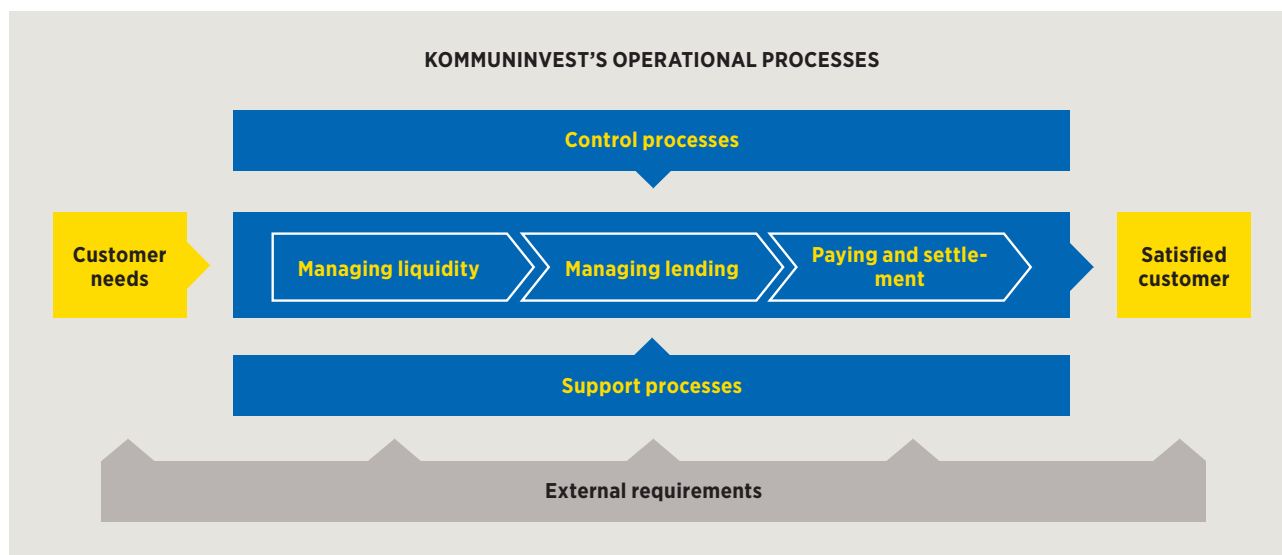 KOMMUNINVEST'S OPERATIONAL PROCESSES
Control processes
Customer
needs
Managing liquidity
Managing lending
Paying and settle-
ment
Satisfied
customer
Support processes
External requirements